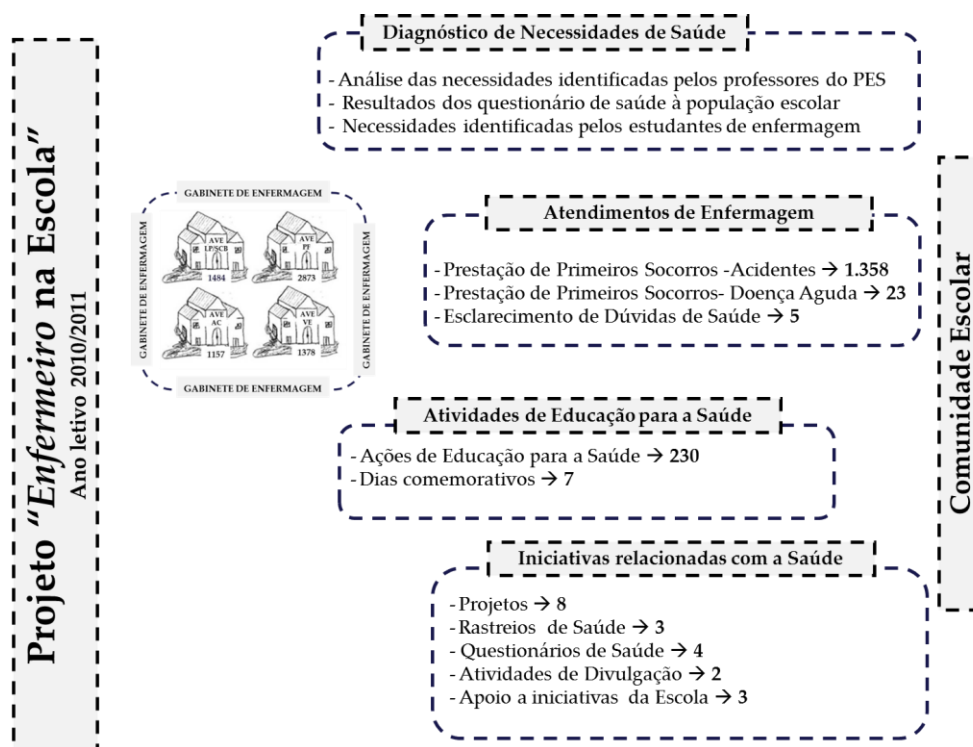 Projeto "Enfermeiro na Escola"
Ano letivo 2010/2011
Diagnóstico de Necessidades de Saúde
- Análise das necessidades identificadas pelos professores do PES
- Resultados dos questionário de saúde à população escolar
- Necessidades identificadas pelos estudantes de enfermagem
GABINETE DE ENFERMAGEM
GABINETE DE ENFERMAGEM
AVE
LP/SCB
1484
AVE
PF
2873
AVE
AC
1157
AVE
YE
1378
GABINETE DE ENFERMAGEM
GABINETE DE ENFERMAGEM
Atendimentos de Enfermagem
- Prestação de Primeiros Socorros -Acidentes → 1.358
- Prestação de Primeiros Socorros- Doença Aguda → 23
- Esclarecimento de Dúvidas de Saúde → 5
Atividades de Educação para a Saúde
- Ações de Educação para a Saúde → 230
- Dias comemorativos → 7
Iniciativas relacionadas com a Saúde
- Projetos → 8
- Rastreios de Saúde → 3
- Questionários de Saúde → 4
- Atividades de Divulgação → 2
- Apoio a iniciativas da Escola → 3
Comunidade Escolar